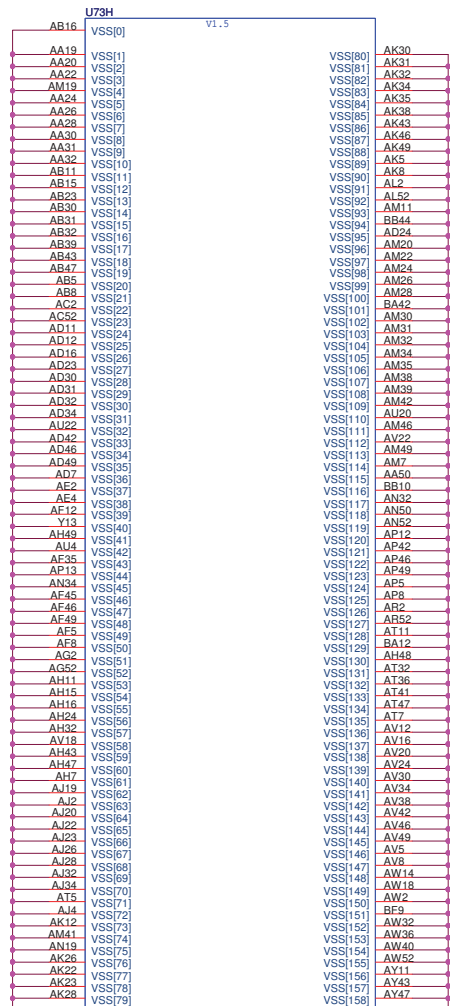 U73H
V1.5
AB16 VSS[0]
AA19 VSS[1]
AA20 VSS[2]
AA22 VSS[3]
AM19 VSS[4]
AA24 VSS[5]
AA26 VSS[6]
AA28 VSS[7]
AA30 VSS[8]
AA31 VSS[9]
AA32 VSS[10]
AB11 VSS[11]
AB15 VSS[12]
AB23 VSS[13]
AB30 VSS[14]
AB31 VSS[15]
AB32 VSS[16]
AB39 VSS[17]
AB43 VSS[18]
AB47 VSS[19]
AB5 VSS[20]
AB8 VSS[21]
AC2 VSS[22]
AC52 VSS[23]
AD11 VSS[24]
AD12 VSS[25]
AD16 VSS[26]
AD23 VSS[27]
AD30 VSS[28]
AD31 VSS[29]
AD32 VSS[30]
AD34 VSS[31]
AU22 VSS[32]
AD42 VSS[33]
AD46 VSS[34]
AD49 VSS[35]
AD7 VSS[36]
AE2 VSS[37]
AE4 VSS[38]
AF12 VSS[39]
Y13 VSS[40]
AH49 VSS[41]
AU4 VSS[42]
AF35 VSS[43]
AP13 VSS[44]
AN34 VSS[45]
AF45 VSS[46]
AF46 VSS[47]
AF49 VSS[48]
AF5 VSS[49]
AF8 VSS[50]
AG2 VSS[51]
AG52 VSS[52]
AH11 VSS[53]
AH15 VSS[54]
AH16 VSS[55]
AH24 VSS[56]
AH32 VSS[57]
AV18 VSS[58]
AH43 VSS[59]
AH47 VSS[60]
AH7 VSS[61]
AJ19 VSS[62]
AJ2 VSS[63]
AJ20 VSS[64]
AJ22 VSS[65]
AJ23 VSS[66]
AJ26 VSS[67]
AJ28 VSS[68]
AJ32 VSS[69]
AJ34 VSS[70]
AT5 VSS[71]
AJ4 VSS[72]
AK12 VSS[73]
AM41 VSS[74]
AN19 VSS[75]
AK26 VSS[76]
AK22 VSS[77]
AK23 VSS[78]
AK28 VSS[79]
VSS[80] AK30
VSS[81] AK31
VSS[82] AK32
VSS[83] AK34
VSS[84] AK35
VSS[85] AK38
VSS[86] AK43
VSS[87] AK46
VSS[88] AK49
VSS[89] AK5
VSS[90] AK8
VSS[91] AL2
VSS[92] AL52
VSS[93] AM11
VSS[94] BB44
VSS[95] AD24
VSS[96] AM20
VSS[97] AM22
VSS[98] AM24
VSS[99] AM26
VSS[100] AM28
VSS[101] BA42
VSS[102] AM30
VSS[103] AM31
VSS[104] AM32
VSS[105] AM34
VSS[106] AM35
VSS[107] AM38
VSS[108] AM39
VSS[109] AM42
VSS[110] AU20
VSS[111] AM46
VSS[112] AV22
VSS[113] AM49
VSS[114] AM7
VSS[115] AA50
VSS[116] BB10
VSS[117] AN32
VSS[118] AN50
VSS[119] AN52
VSS[120] AP12
VSS[121] AP42
VSS[122] AP46
VSS[123] AP49
VSS[124] AP5
VSS[125] AP8
VSS[126] AR2
VSS[127] AR52
VSS[128] AT11
VSS[129] BA12
VSS[130] AH48
VSS[131] AT32
VSS[132] AT36
VSS[133] AT41
VSS[134] AT47
VSS[135] AT7
VSS[136] AV12
VSS[137] AV16
VSS[138] AV20
VSS[139] AV24
VSS[140] AV30
VSS[141] AV34
VSS[142] AV38
VSS[143] AV42
VSS[144] AV46
VSS[145] AV49
VSS[146] AV5
VSS[147] AV8
VSS[148] AW14
VSS[149] AW18
VSS[150] AW2
VSS[151] BF9
VSS[152] AW32
VSS[153] AW36
VSS[154] AW40
VSS[155] AW52
VSS[156] AY11
VSS[157] AY43
VSS[158] AY47